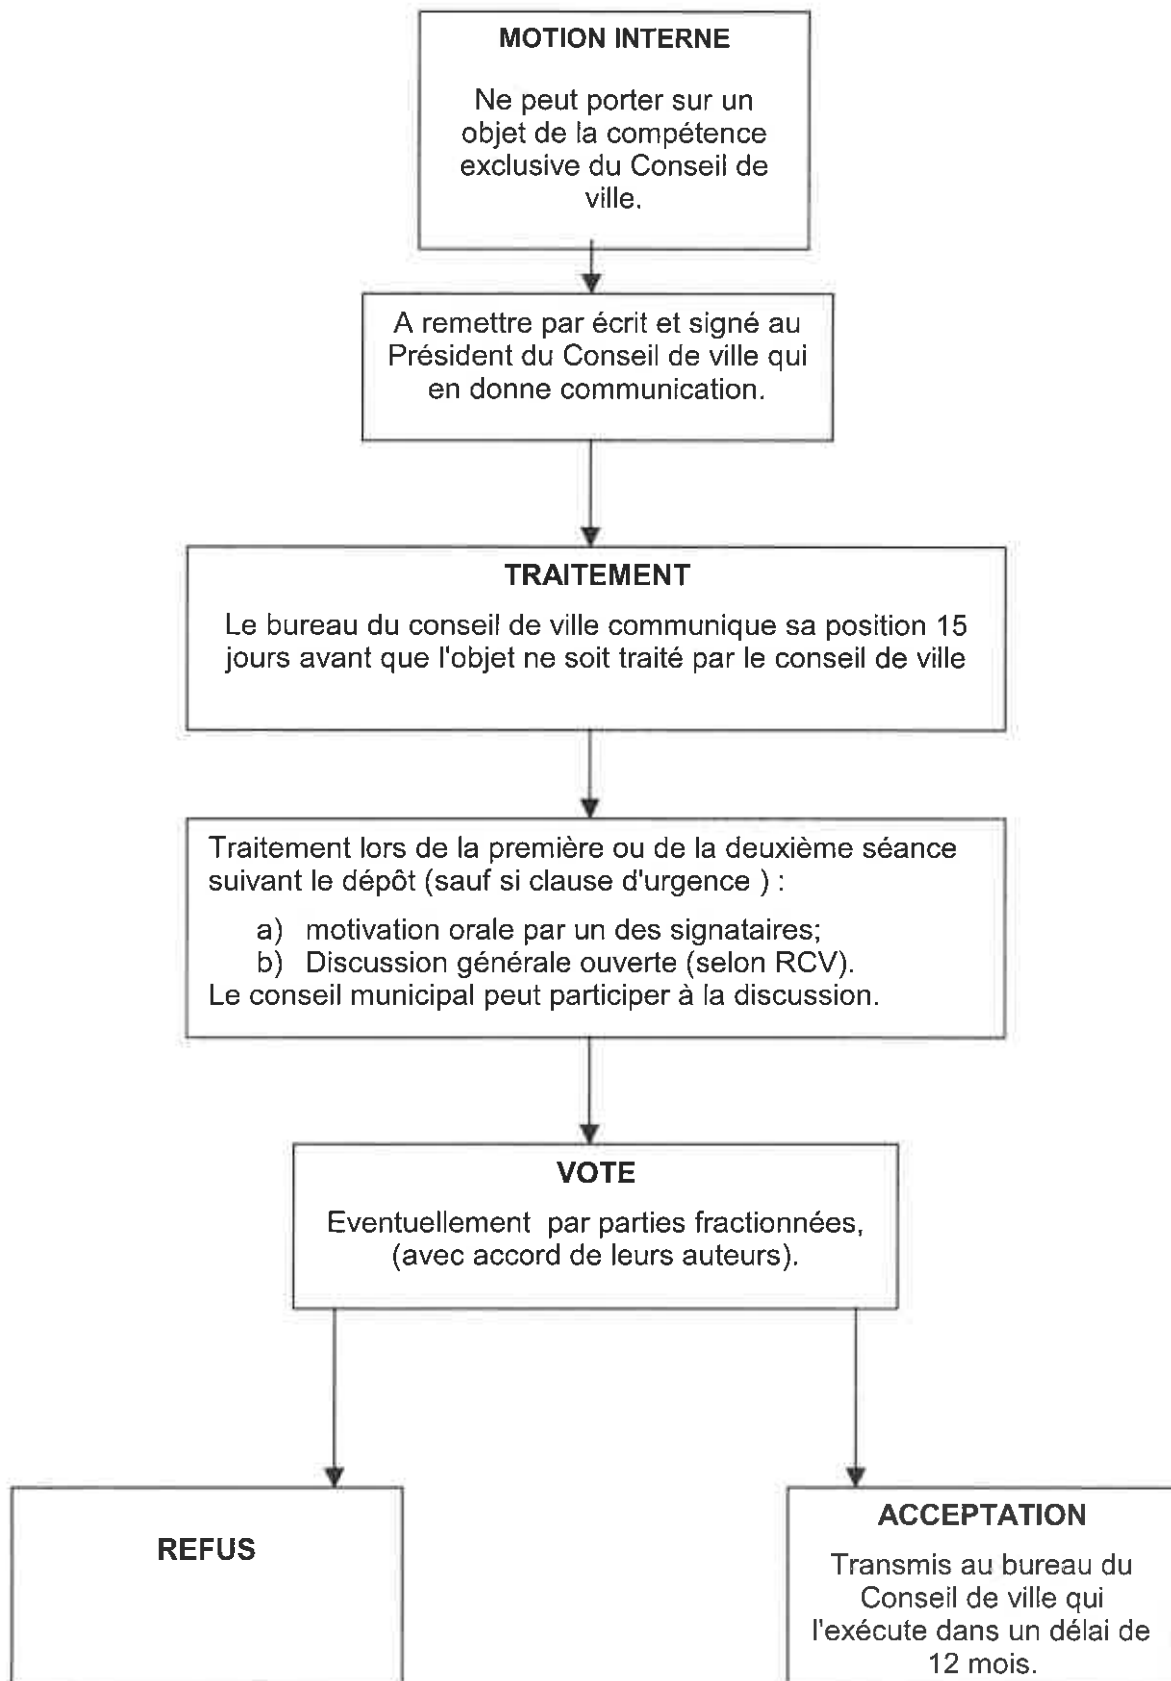 MOTION INTERNE
Ne peut porter sur un
objet de la compétence
exclusive du Conseil de
ville.
A remettre par écrit et signé au
Président du Conseil de ville qui
en donne communication.
TRAITEMENT
Le bureau du conseil de ville communique sa position 15
jours avant que l'objet ne soit traité par le conseil de ville
Traitement lors de la première ou de la deuxième séance
suivant le dépôt (sauf si clause d'urgence ) :
a) motivation orale par un des signataires;
b) Discussion générale ouverte (selon RCV).
Le conseil municipal peut participer à la discussion.
VOTE
Eventuellement par parties fractionnées,
(avec accord de leurs auteurs).
REFUS
ACCEPTATION
Transmis au bureau du
Conseil de ville qui
l'exécute dans un délai de
12 mois.